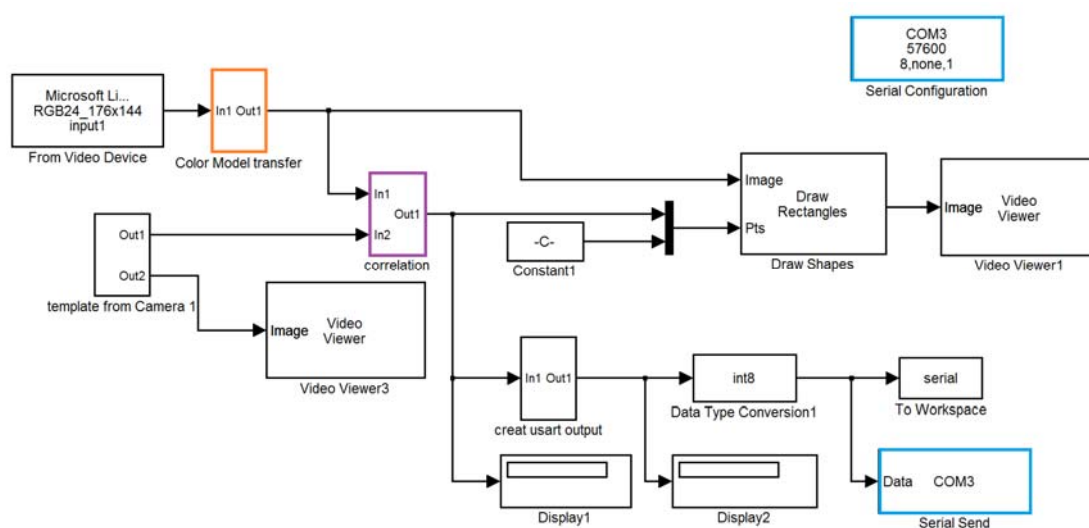 COM3
57600
8,none,1
Serial Configuration
Microsoft Li...
RGB24_176x144
input1
From Video Device
In1 Out1
Color Model transfer
Image
Draw
Rectangles
Pts
Draw Shapes
Image
Video
Viewer
Video Viewer1
In1
Out1
In2
correlation
-C-
Constant1
Out1
Out2
template from Camera 1
Image
Video
Viewer
Video Viewer3
In1 Out1
creat usart output
int8
Data Type Conversion1
serial
To Workspace
Display1
Display2
Data
COM3
Serial Send